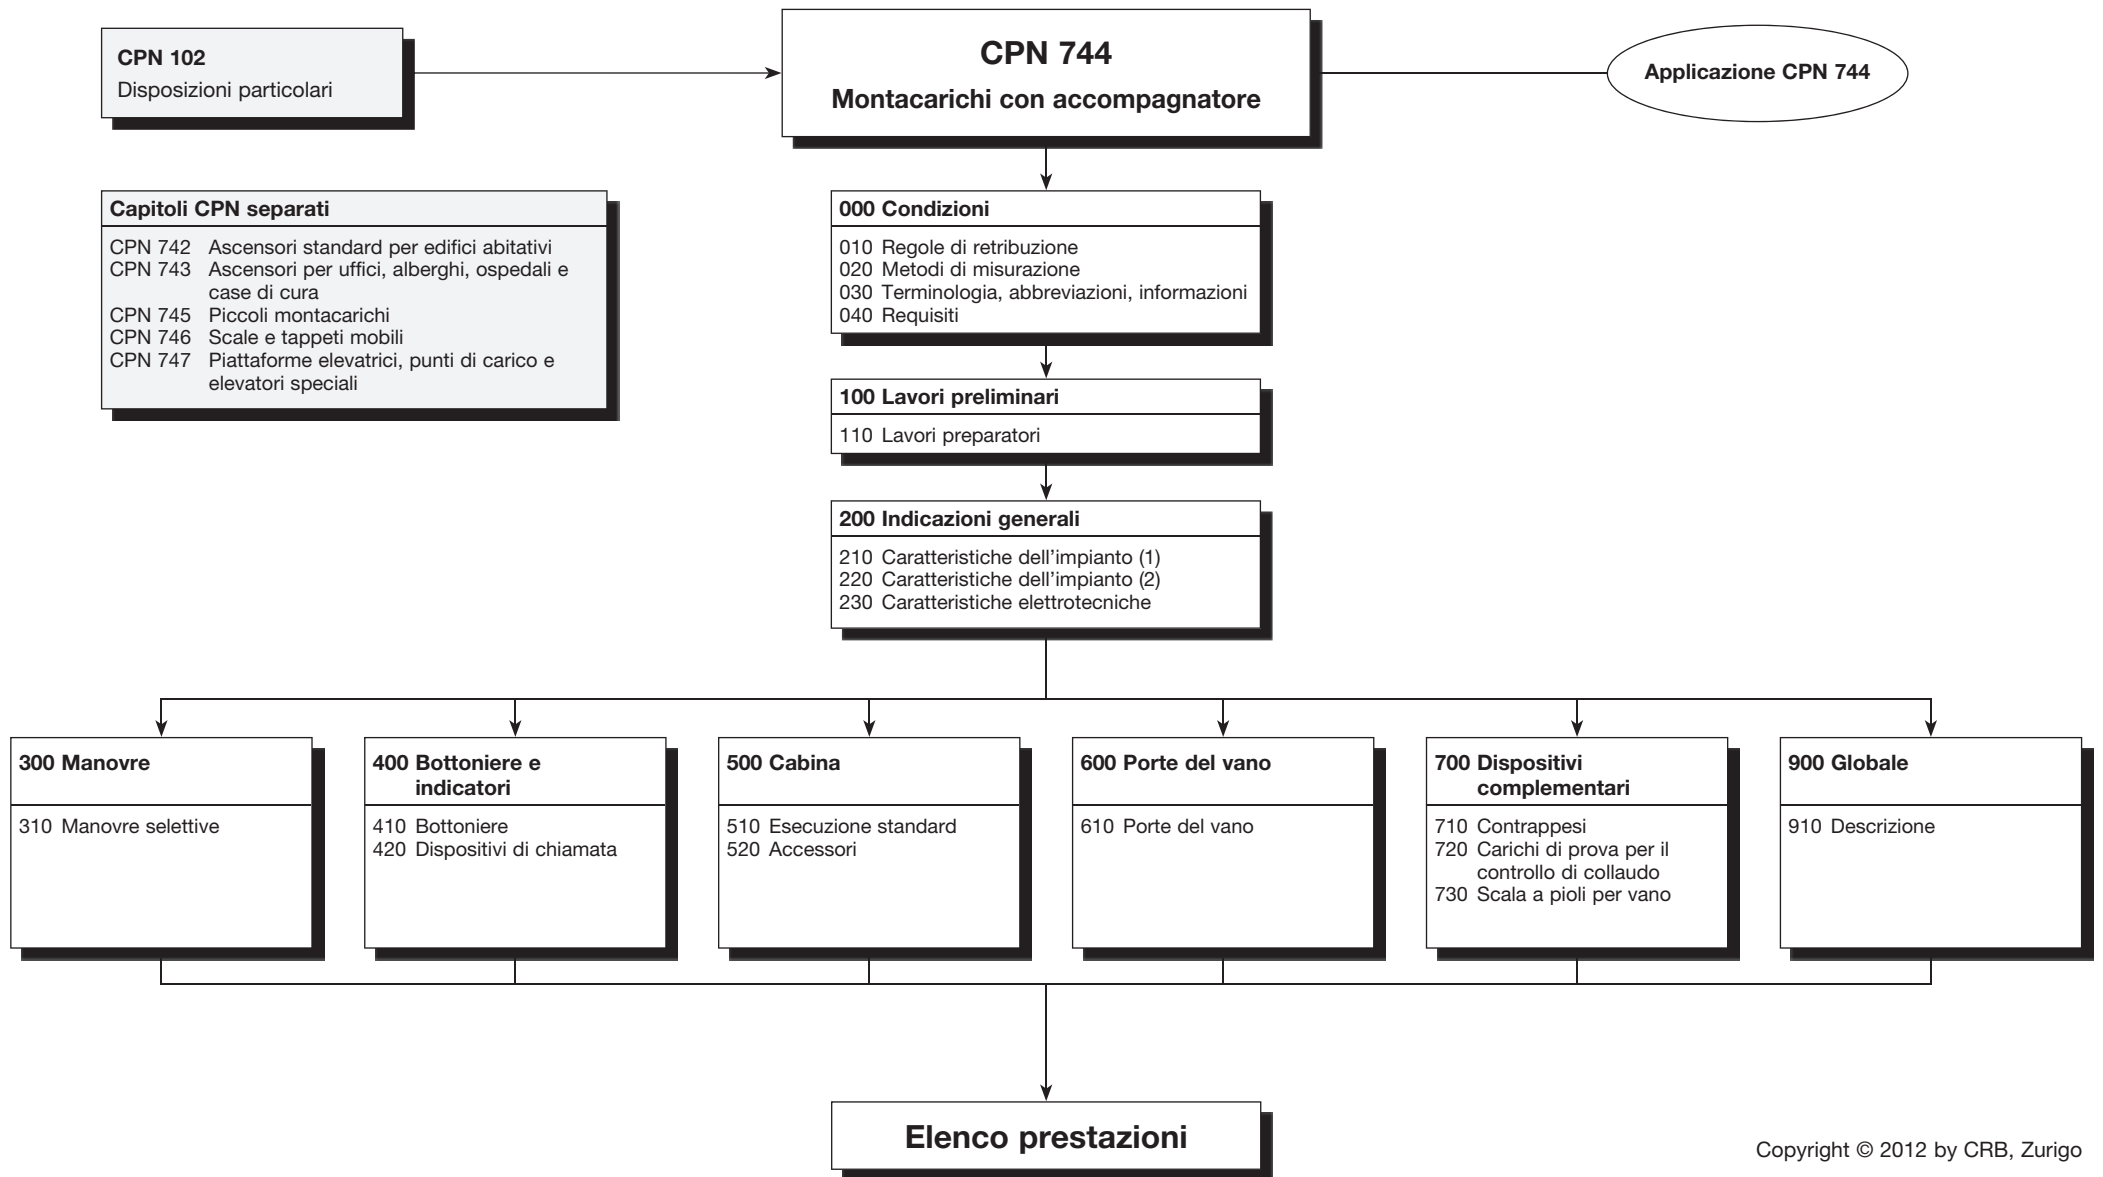 CPN 102
Disposizioni particolari
CPN 744
Montacarichi con accompagnatore
Applicazione CPN 744
Capitoli CPN separati
CPN 742 Ascensori standard per edifici abitativi
CPN 743 Ascensori per uffici, alberghi, ospedali e
case di cura
CPN 745 Piccoli montacarichi
CPN 746 Scale e tappeti mobili
CPN 747 Piattaforme elevatrici, punti di carico e
elevatori speciali
000 Condizioni
010 Regole di retribuzione
020 Metodi di misurazione
030 Terminologia, abbreviazioni, informazioni
040 Requisiti
100 Lavori preliminari
110 Lavori preparatori
200 Indicazioni generali
210 Caratteristiche dell'impianto (1)
220 Caratteristiche dell'impianto (2)
230 Caratteristiche elettrotecniche
300 Manovre
310 Manovre selettive
400 Bottoniere e
indicatori
410 Bottoniere
420 Dispositivi di chiamata
500 Cabina
510 Esecuzione standard
520 Accessori
600 Porte del vano
610 Porte del vano
700 Dispositivi
complementari
710 Contrappesi
720 Carichi di prova per il
controllo di collaudo
730 Scala a pioli per vano
900 Globale
910 Descrizione
Elenco prestazioni
Copyright © 2012 by CRB, Zurigo